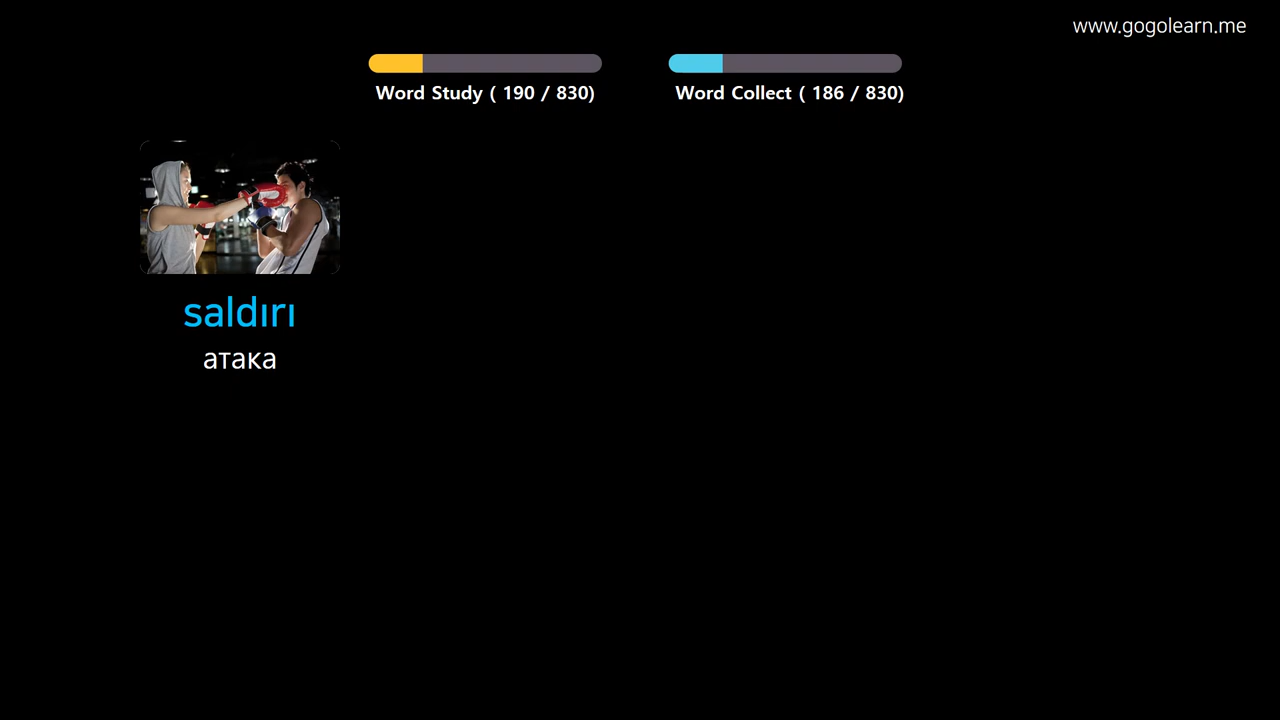 www.gogolearn.me
Word Study ( 190 / 830)
Word Collect ( 186 / 830)
saldırı
атака